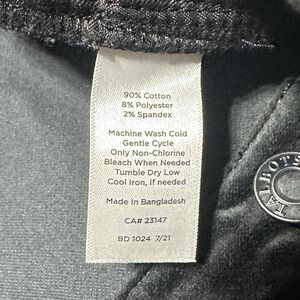 90% Cotton
8% Polyester
2% Spandex
Machine Wash Cold
Gentle Cycle
Only Non-Chlorine
Bleach When Needed
Tumble Dry Low
Cool iron, if needed
Made In Bangladesh
CA# 23147
BD 1024 7/21
TALBOTS